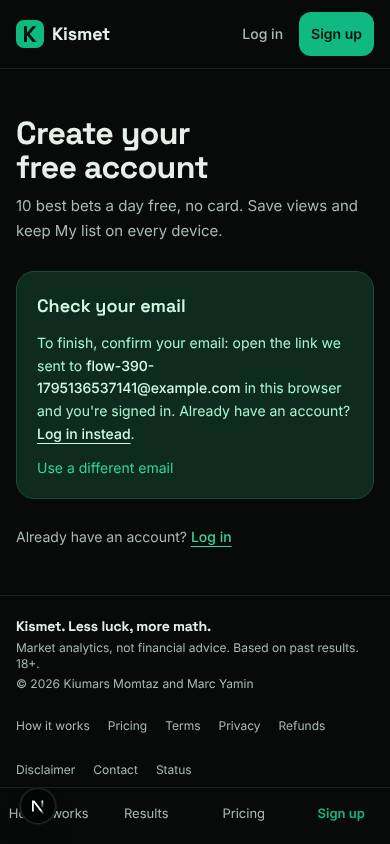 K Kismet Log in Sign up
Create your
free account
10 best bets a day free, no card. Save views and
keep My list on every device.
Check your email
To finish, confirm your email: open the link we
sent to flow-390-
1795136537141@example.com in this browser
and you're signed in. Already have an account?
Log in instead.
Use a different email
Already have an account? Log in
Kismet. Less luck, more math.
Market analytics, not financial advice. Based on past results.
18+.
© 2026 Kiumars Momtaz and Marc Yamin
How it works Pricing Terms Privacy Refunds
Disclaimer Contact Status
N works Results Pricing Sign up